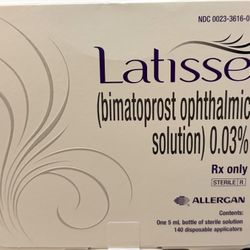 NDC 0023-3616-0
Latisse
(bimatoprost ophthalmic
solution) 0.03%
Rx only
STERILE R
ALLERGAN
Contents:
One 5 mL bottle of sterile solution
140 disposable applicators